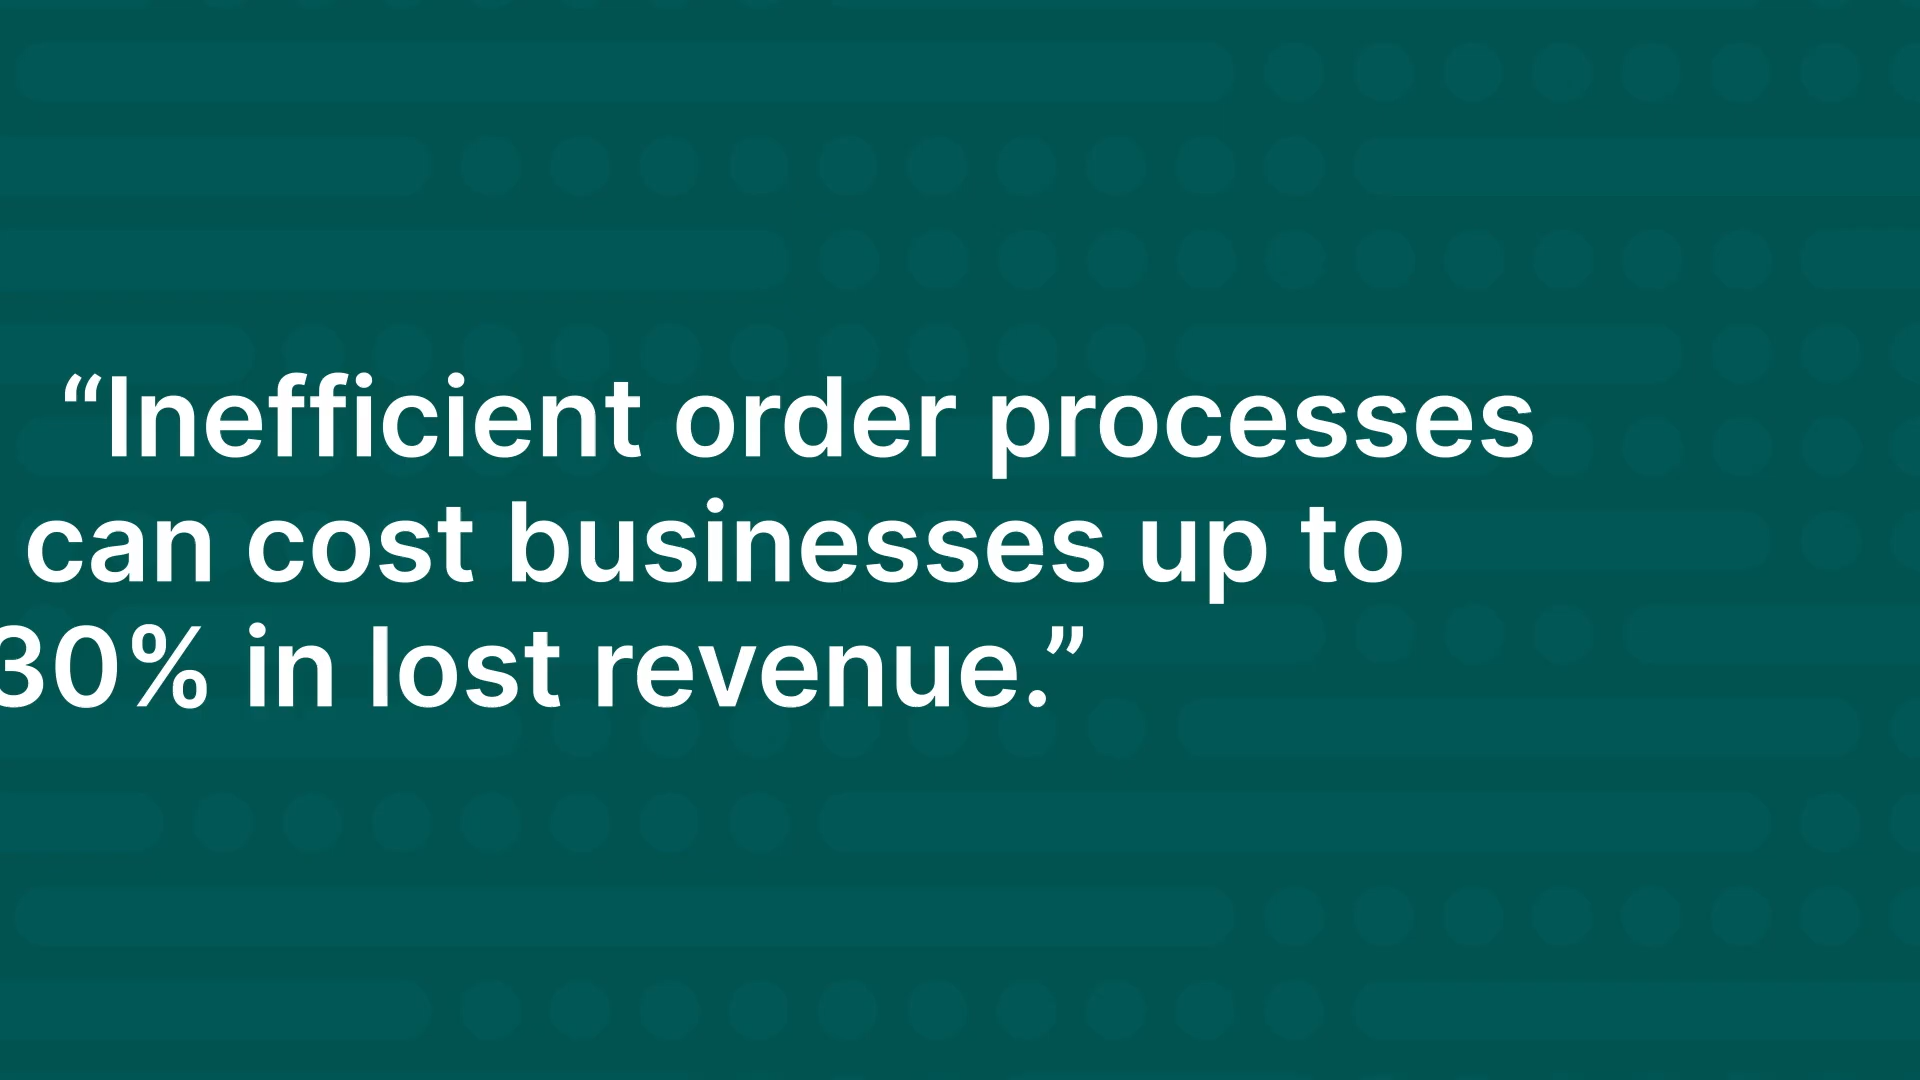 “Inefficient order processes
can cost businesses up to
30% in lost revenue.”